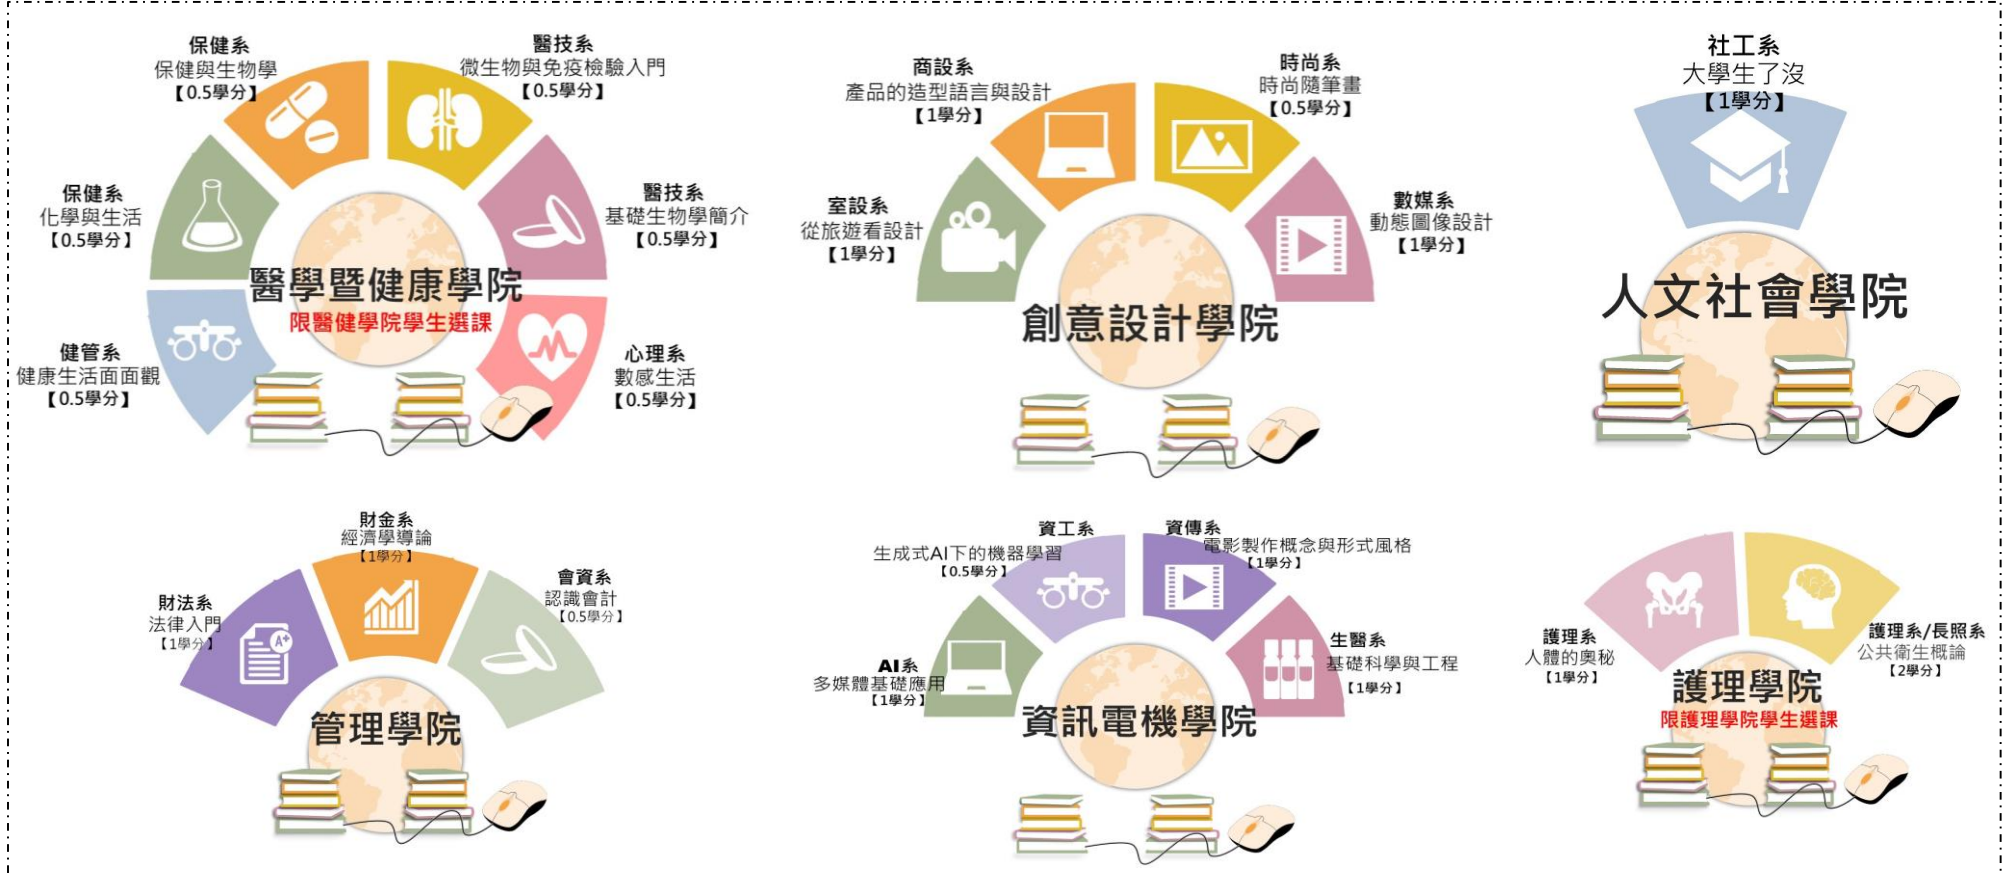 保健系
保健與生物學
【0.5學分】
醫技系
微生物與免疫檢驗入門
【0.5學分】
保健系
化學與生活
【0.5學分】
醫技系
基礎生物學簡介
【0.5學分】
醫學暨健康學院
限醫健學院學生選課
健管系
健康生活面面觀
【0.5學分】
心理系
數感生活
【0.5學分】
商設系
產品的造型語言與設計
【1學分】
時尚系
時尚隨筆畫
【0.5學分】
室設系
從旅遊看設計
【1學分】
數媒系
動態圖像設計
【1學分】
創意設計學院
社工系
大學生了沒
【1學分】
人文社會學院
財金系
經濟學導論
【1學分】
財法系
法律入門
【1學分】
A+
會資系
認識會計
【0.5學分】
管理學院
資工系
生成式AI下的機器學習
【0.5學分】
資傳系
電影製作概念與形式風格
【1學分】
AI系
多媒體基礎應用
【1學分】
生醫系
基礎科學與工程
【1學分】
資訊電機學院
護理系
人體的奧秘
【1學分】
護理系/長照系
公共衛生概論
【2學分】
護理學院
限護理學院學生選課